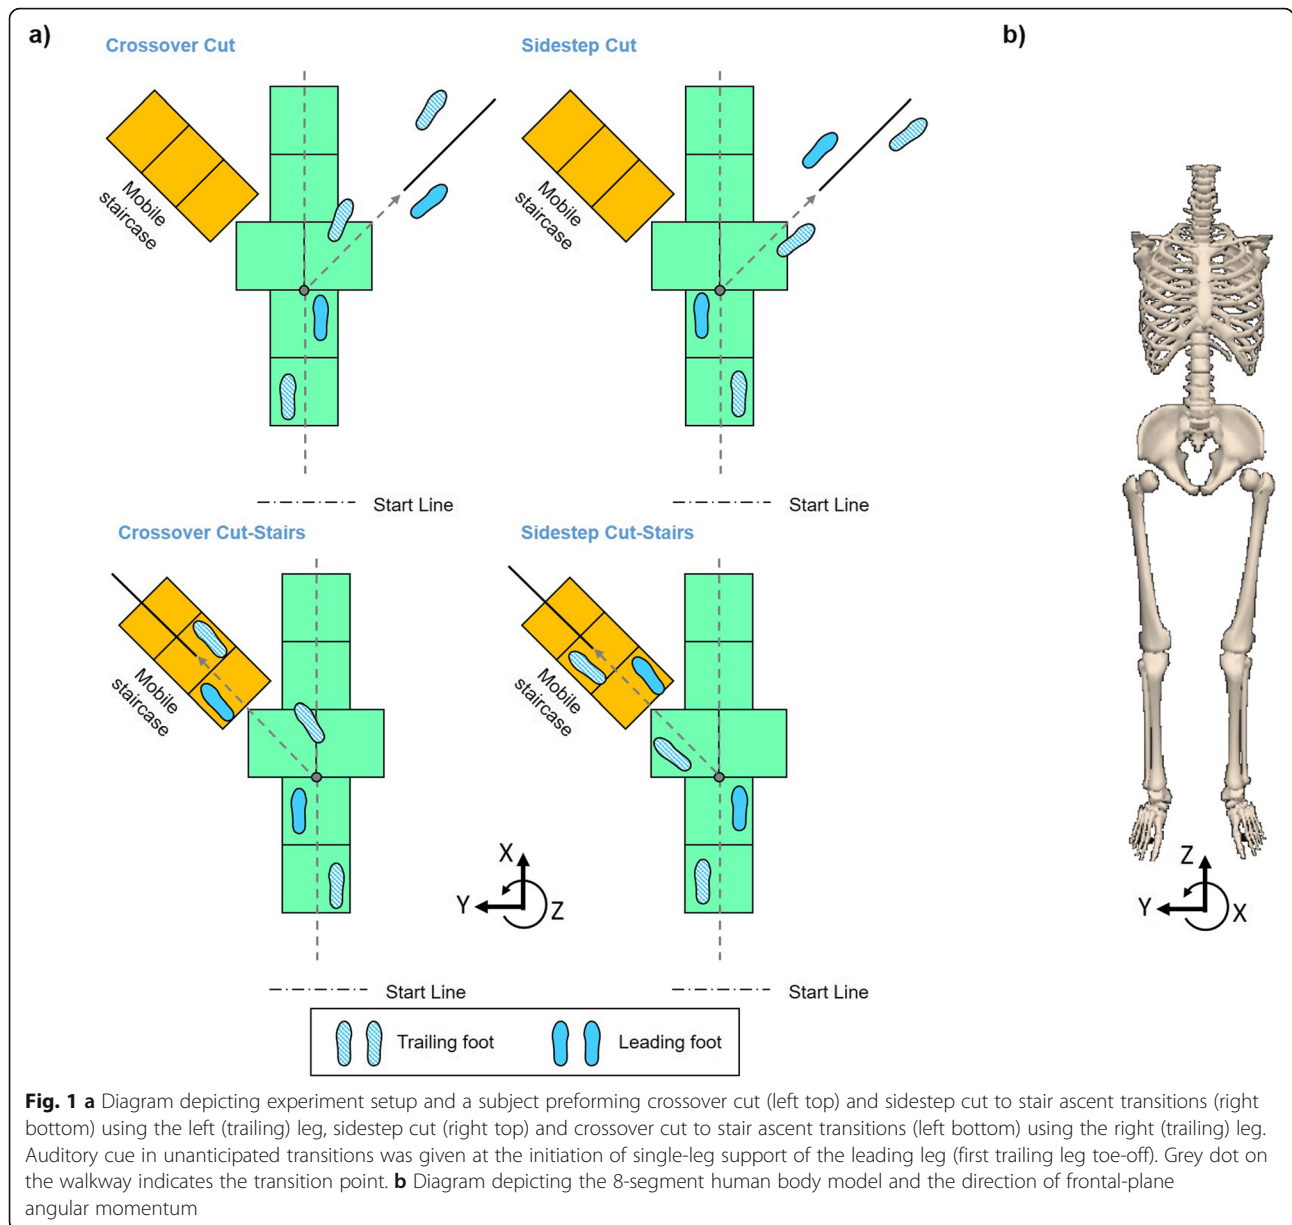 a)
Crossover Cut
Sidestep Cut
b)
Mobile
staircase
Mobile
staircase
Start Line
Start Line
Crossover Cut-Stairs
Sidestep Cut-Stairs
Mobile
staircase
Mobile
staircase
X
Y
Z
Z
Y
X
Start Line
Start Line
Trailing foot
Leading foot
Fig. 1 a Diagram depicting experiment setup and a subject preforming crossover cut (left top) and sidestep cut to stair ascent transitions (right
bottom) using the left (trailing) leg, sidestep cut (right top) and crossover cut to stair ascent transitions (left bottom) using the right (trailing) leg.
Auditory cue in unanticipated transitions was given at the initiation of single-leg support of the leading leg (first trailing leg toe-off). Grey dot on
the walkway indicates the transition point. b Diagram depicting the 8-segment human body model and the direction of frontal-plane
angular momentum